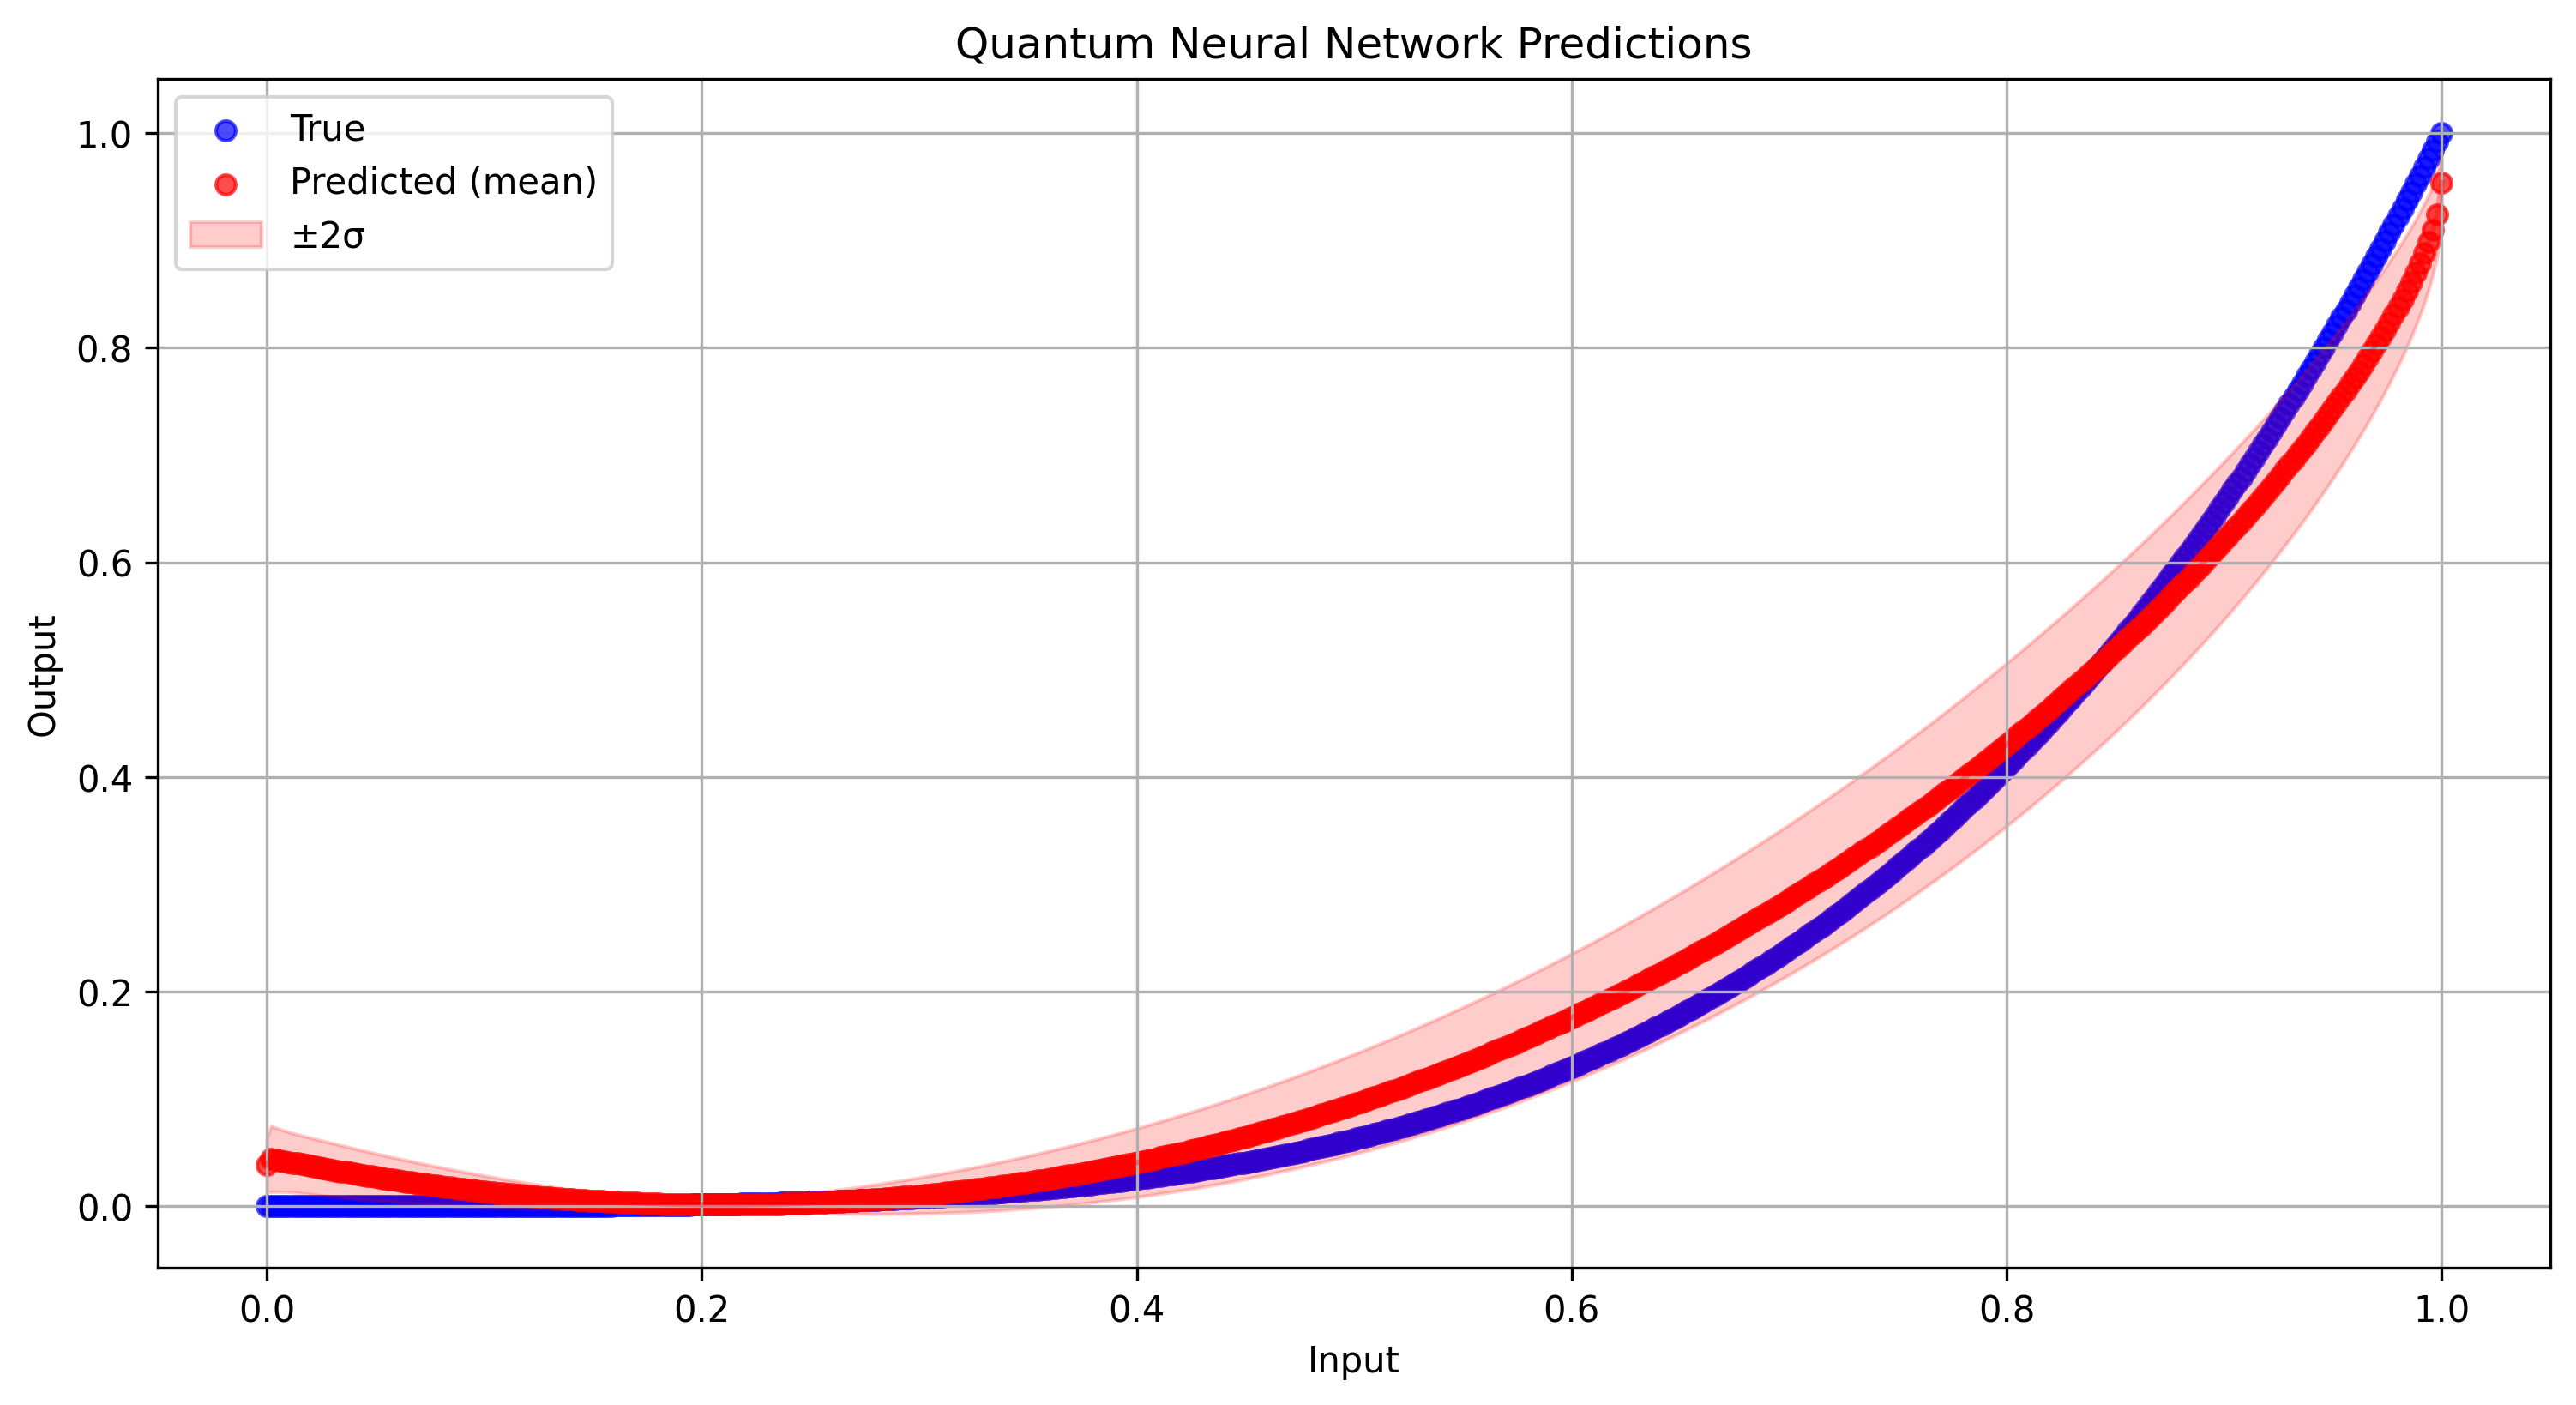 Quantum Neural Network Predictions
True
Predicted (mean)
±2σ
1.0
0.8
0.6
0.4
0.2
0.0
Output
0.0 0.2 0.4 0.6 0.8 1.0
Input